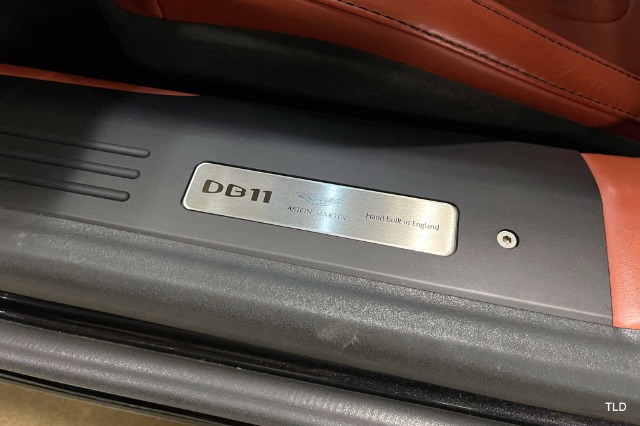 DB11
ASTON MARTIN
Hand built in England
TLD